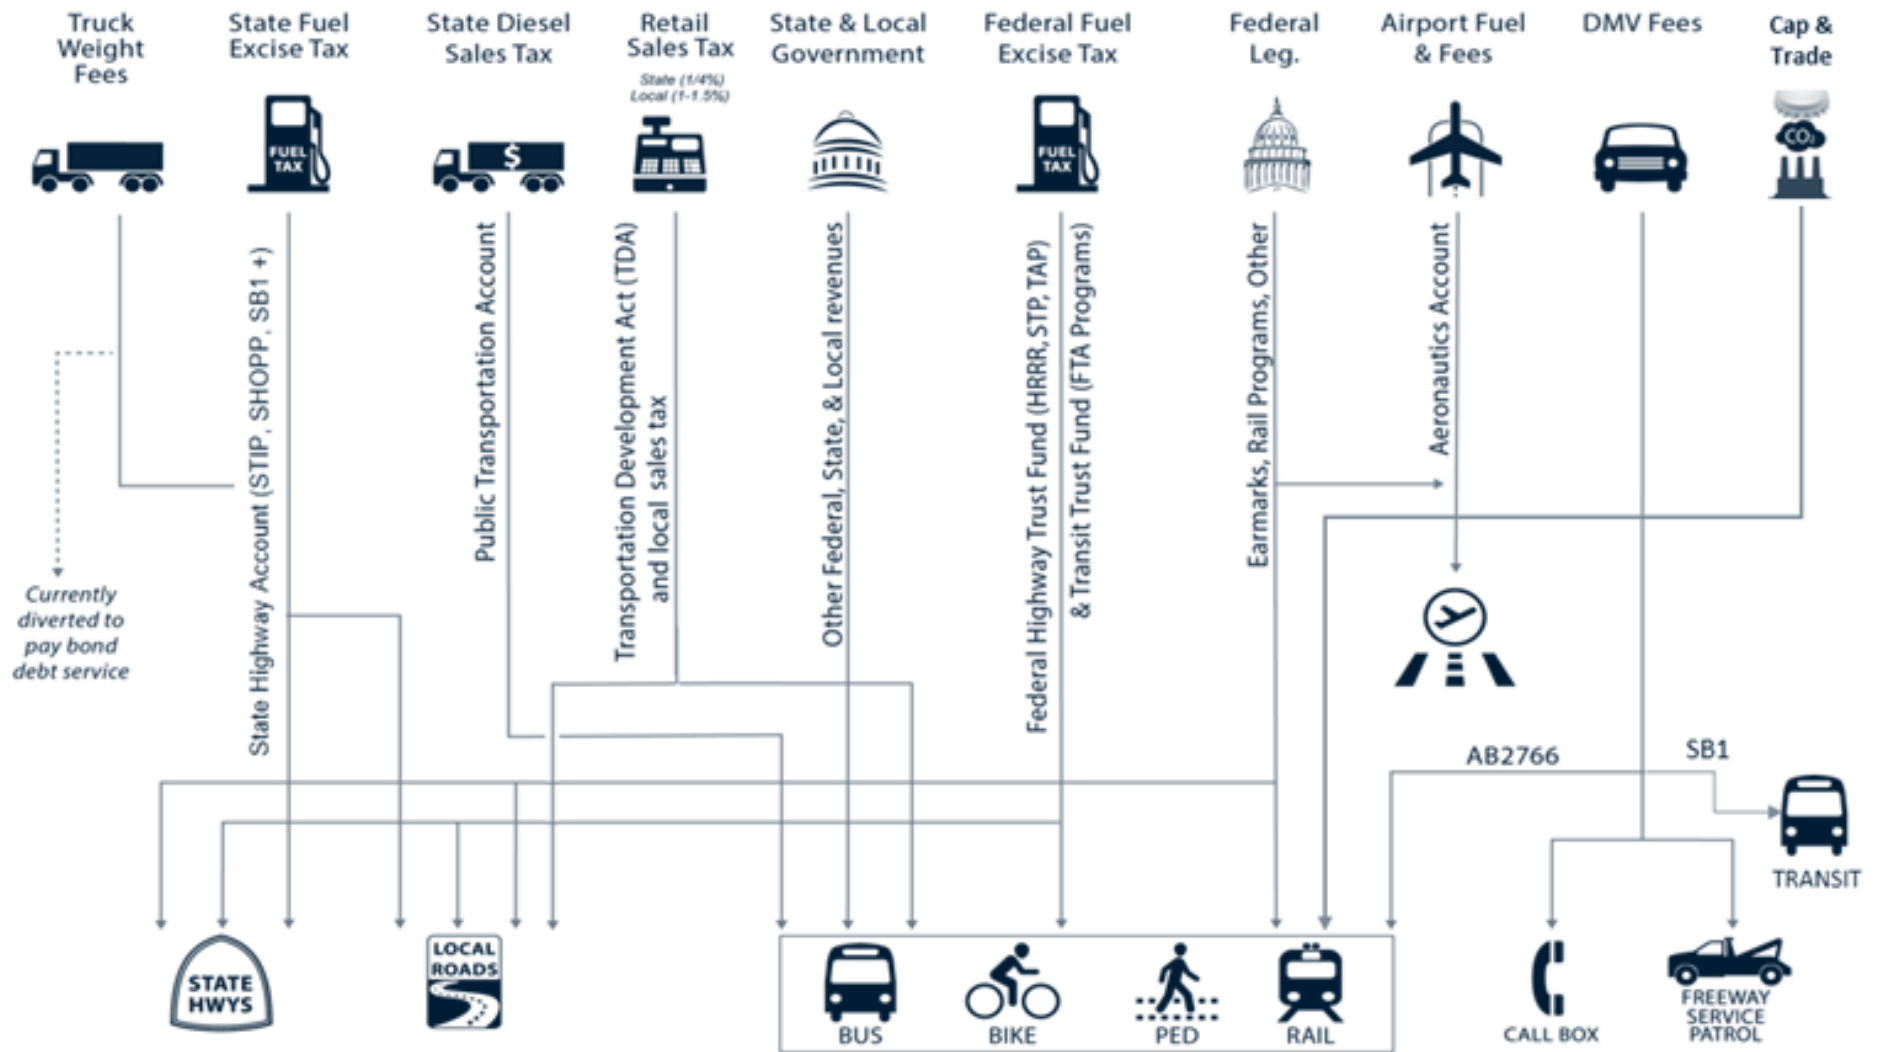 Truck
Weight
Fees
State Fuel
Excise Tax
State Diesel
Sales Tax
Retail
Sales Tax
State (1/4%)
Local (1-1.5%)
State & Local
Government
Federal Fuel
Excise Tax
Federal
Leg.
Airport Fuel
& Fees
DMV Fees
Cap &
Trade
FUEL
TAX
$
FUEL
TAX
CO₂
Currently
diverted to
pay bond
debt service
State Highway Account (STIP, SHOPP, SB1 +)
Public Transportation Account
Transportation Development Act (TDA)
and local sales tax
Other Federal, State, & Local revenues
Federal Highway Trust Fund (HRRR, STP, TAP)
& Transit Trust Fund (FTA Programs)
Earmarks, Rail Programs, Other
Aeronautics Account
AB2766
SB1
TRANSIT
STATE
HWYS
LOCAL
ROADS
BUS
BIKE
PED
RAIL
CALL BOX
FREEWAY
SERVICE
PATROL